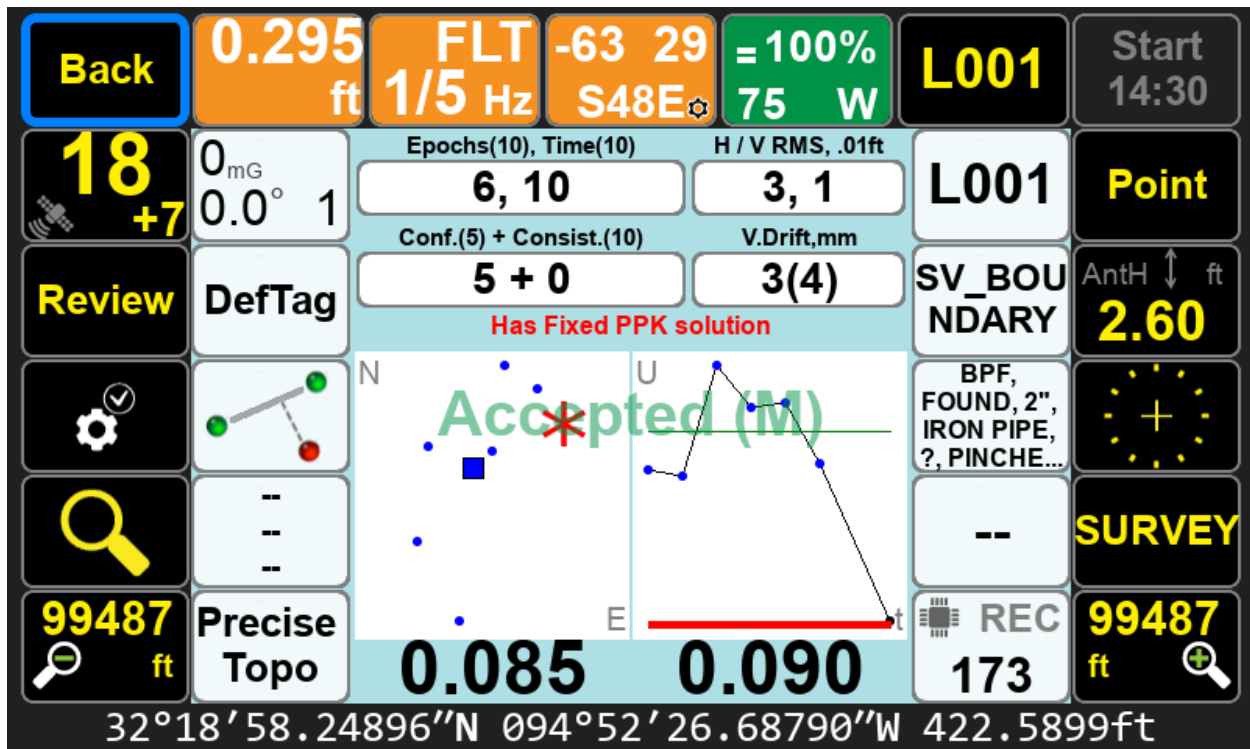 Back
0.295 ft
FLT 1/5 Hz
-63 29 S48E
=100% 75 W
L001
Start 14:30
18 +7
0mG
0.0° 1
Epochs(10), Time(10)
6, 10
H / V RMS, .01ft
3, 1
L001
Point
Review
DefTag
Conf.(5) + Consist.(10)
5 + 0
V.Drift,mm
3(4)
Has Fixed PPK solution
SV_BOU
NDARY
AntH ft
2.60
N
U
Accepted (M)
BPF,
FOUND, 2",
IRON PIPE,
?, PINCHE...
--
--
--
--
SURVEY
E
t
99487
ft
Precise
Topo
0.085
0.090
REC
173
99487
ft
32°18′58.24896″N 094°52′26.68790″W 422.5899ft